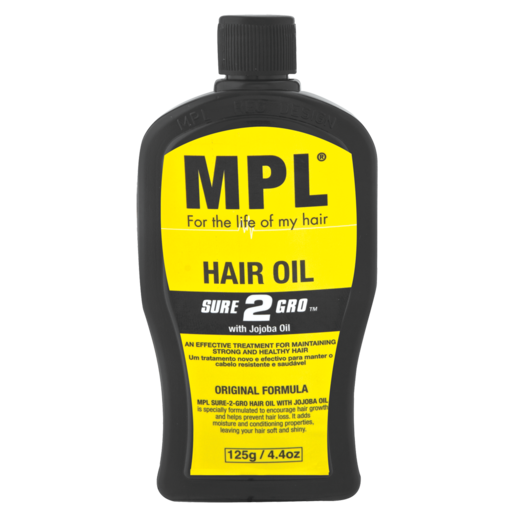 MPL
MPL®
For the life of my hair
HAIR OIL
SURE 2 GRO ™
with Jojoba Oil
AN EFFECTIVE TREATMENT FOR MAINTAINING
STRONG AND HEALTHY HAIR
Um tratamento novo e efectivo para manter o
cabelo resistente e saudável
ORIGINAL FORMULA
MPL SURE-2-GRO HAIR OIL WITH JOJOBA OIL
is specially formulated to encourage hair growth
and helps prevent hair loss. It adds
moisture and conditioning properties,
leaving your hair soft and shiny.
125g / 4.4oz